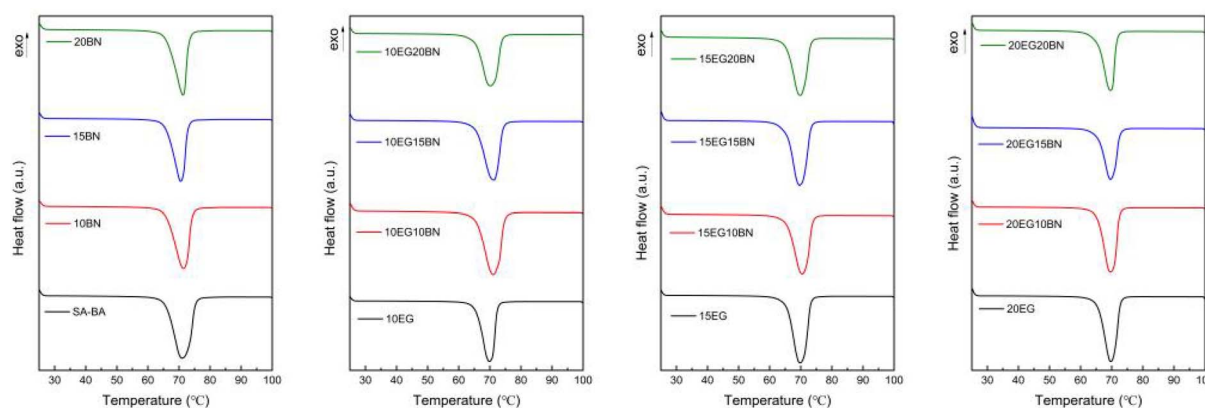 exo
20BN
15BN
10BN
SA-BA
Heat flow (a.u.)
30 40 50 60 70 80 90 100
Temperature (℃)
exo
10EG20BN
10EG15BN
10EG10BN
10EG
Heat flow (a.u.)
30 40 50 60 70 80 90 100
Temperature (℃)
exo
15EG20BN
15EG15BN
15EG10BN
15EG
Heat flow (a.u.)
30 40 50 60 70 80 90 100
Temperature (℃)
exo
20EG20BN
20EG15BN
20EG10BN
20EG
Heat flow (a.u.)
30 40 50 60 70 80 90 100
Temperature (℃)